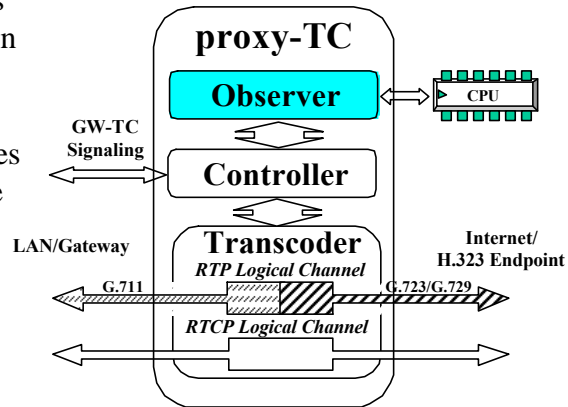 s
n
es
e
proxy-TC
Observer
CPU
GW-TC
Signaling
Controller
LAN/Gateway
Transcoder
Internet/
H.323 Endpoint
RTP Logical Channel
G.711
G.723/G.729
RTCP Logical Channel